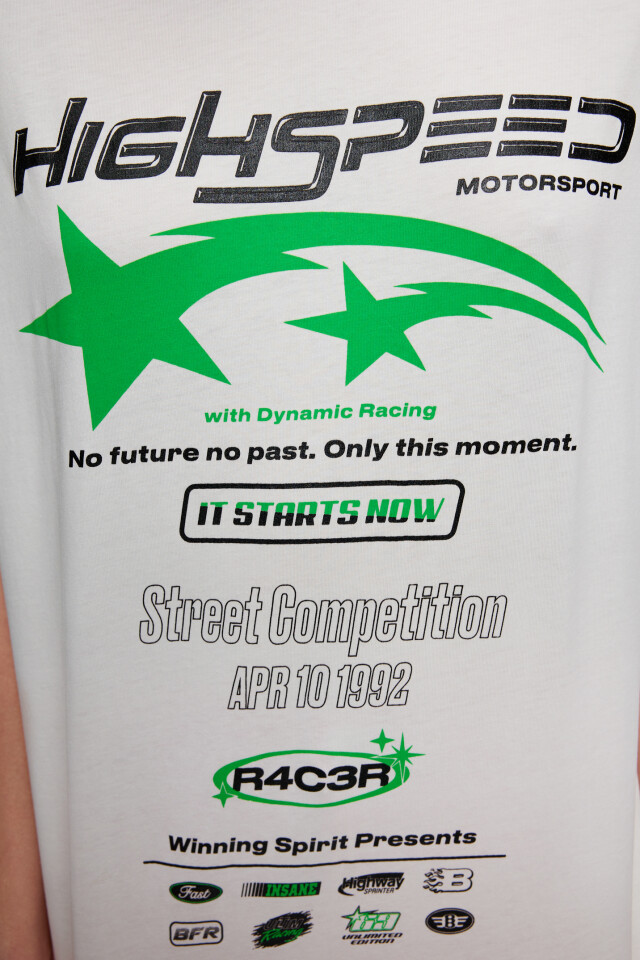 HIGHSPEED
MOTORSPORT
with Dynamic Racing
No future no past. Only this moment.
IT STARTS NOW
Street Competition
APR 10 1992
R4C3R
Winning Spirit Presents
Fast
INSANE
Highway
SPRINTER
B
BFR
Racing
UNLIMITED
EDITION